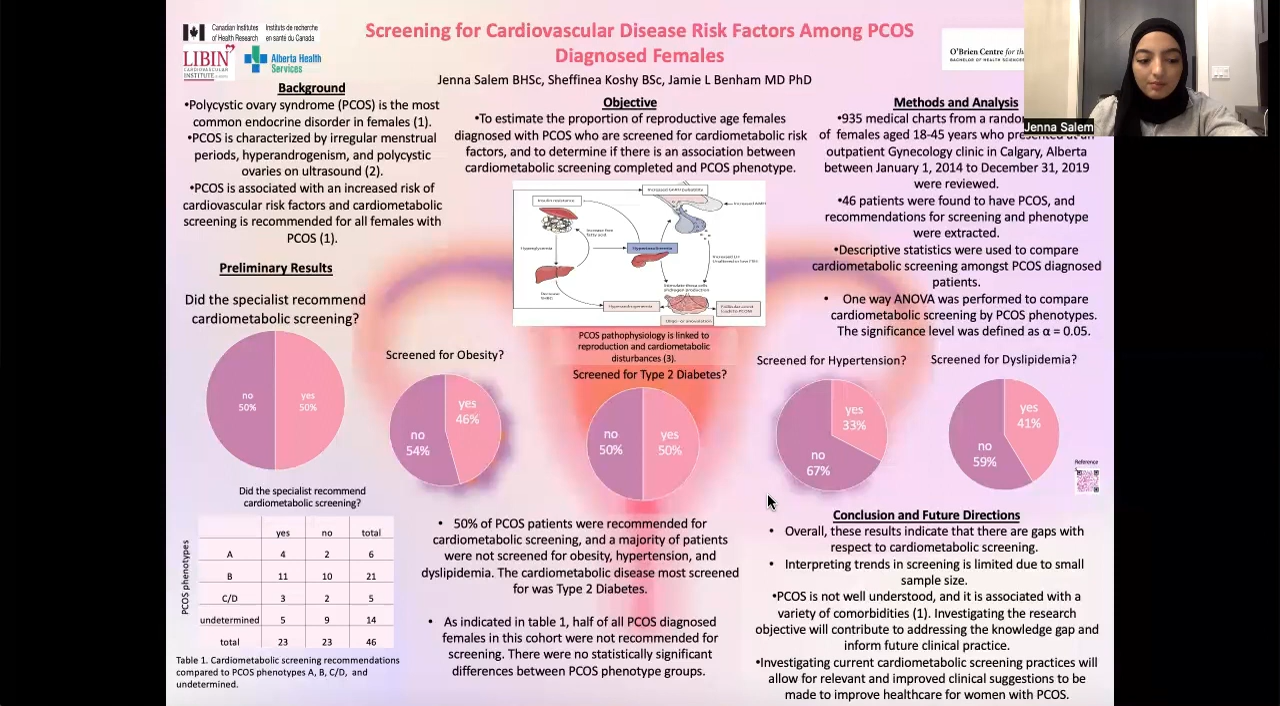 Canadian Institutes of Health Research
Instituts de recherche en santé du Canada
LIBIN
CARDIOVASCULAR
INSTITUTE
Alberta Health
Services
Screening for Cardiovascular Disease Risk Factors Among PCOS
Diagnosed Females
Jenna Salem BHSc, Sheffinea Koshy BSc, Jamie L Benham MD PhD
O'Brien Centre for the
BACHELOR OF HEALTH SCIENCES
Jenna Salem
Background
•Polycystic ovary syndrome (PCOS) is the most
common endocrine disorder in females (1).
•PCOS is characterized by irregular menstrual
periods, hyperandrogenism, and polycystic
ovaries on ultrasound (2).
•PCOS is associated with an increased risk of
cardiovascular risk factors and cardiometabolic
screening is recommended for all females with
PCOS (1).
Objective
•To estimate the proportion of reproductive age females
diagnosed with PCOS who are screened for cardiometabolic risk
factors, and to determine if there is an association between
cardiometabolic screening completed and PCOS phenotype.
Insulin resistance
Hyperglycemia
PCOS pathophysiology is linked to
reproduction and cardiometabolic
disturbances (3).
Methods and Analysis
•935 medical charts from a random
of females aged 18-45 years who presented at an
outpatient Gynecology clinic in Calgary, Alberta
between January 1, 2014 to December 31, 2019
were reviewed.
•46 patients were found to have PCOS, and
recommendations for screening and phenotype
were extracted.
•Descriptive statistics were used to compare
cardiometabolic screening amongst PCOS diagnosed
patients.
• One way ANOVA was performed to compare
cardiometabolic screening by PCOS phenotypes.
The significance level was defined as α = 0.05.
Preliminary Results
Did the specialist recommend
cardiometabolic screening?
no
50%
yes
50%
Screened for Obesity?
yes
46%
no
54%
Screened for Type 2 Diabetes?
no
50%
yes
50%
Screened for Hypertension?
yes
33%
no
67%
Screened for Dyslipidemia?
yes
41%
no
59%
Reference
Did the specialist recommend
cardiometabolic screening?
PCOS phenotypes
yes no total
A 4 2 6
B 11 10 21
C/D 3 2 5
undetermined 5 9 14
total 23 23 46
Table 1. Cardiometabolic screening recommendations
compared to PCOS phenotypes A, B, C/D, and
undetermined.
• 50% of PCOS patients were recommended for
cardiometabolic screening, and a majority of patients
were not screened for obesity, hypertension, and
dyslipidemia. The cardiometabolic disease most screened
for was Type 2 Diabetes.
• As indicated in table 1, half of all PCOS diagnosed
females in this cohort were not recommended for
screening. There were no statistically significant
differences between PCOS phenotype groups.
Conclusion and Future Directions
• Overall, these results indicate that there are gaps with
respect to cardiometabolic screening.
• Interpreting trends in screening is limited due to small
sample size.
•PCOS is not well understood, and it is associated with a
variety of comorbidities (1). Investigating the research
objective will contribute to addressing the knowledge gap and
inform future clinical practice.
•Investigating current cardiometabolic screening practices will
allow for relevant and improved clinical suggestions to be
made to improve healthcare for women with PCOS.